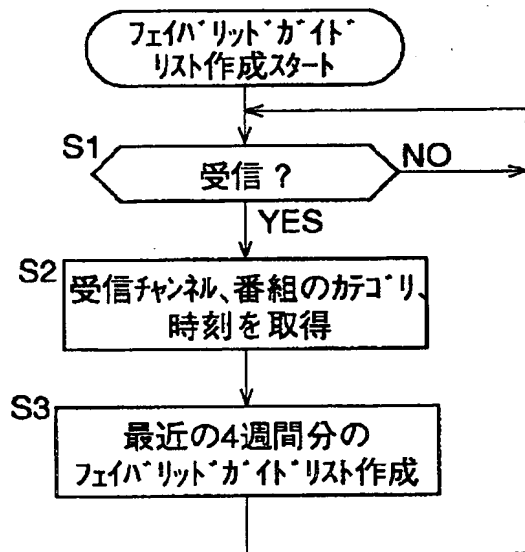 フェイバリットガイド
リスト作成スタート
S1
受信?
NO
YES
S2
受信チャンネル、番組のカテゴリ、
時刻を取得
S3
最近の4週間分の
フェイバリットガイドリスト作成